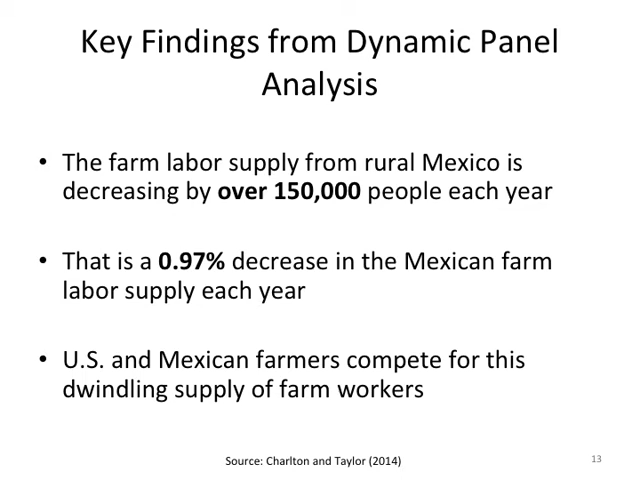 Key Findings from Dynamic Panel
Analysis
• The farm labor supply from rural Mexico is
decreasing by over 150,000 people each year
• That is a 0.97% decrease in the Mexican farm
labor supply each year
• U.S. and Mexican farmers compete for this
dwindling supply of farm workers
Source: Charlton and Taylor (2014)
13